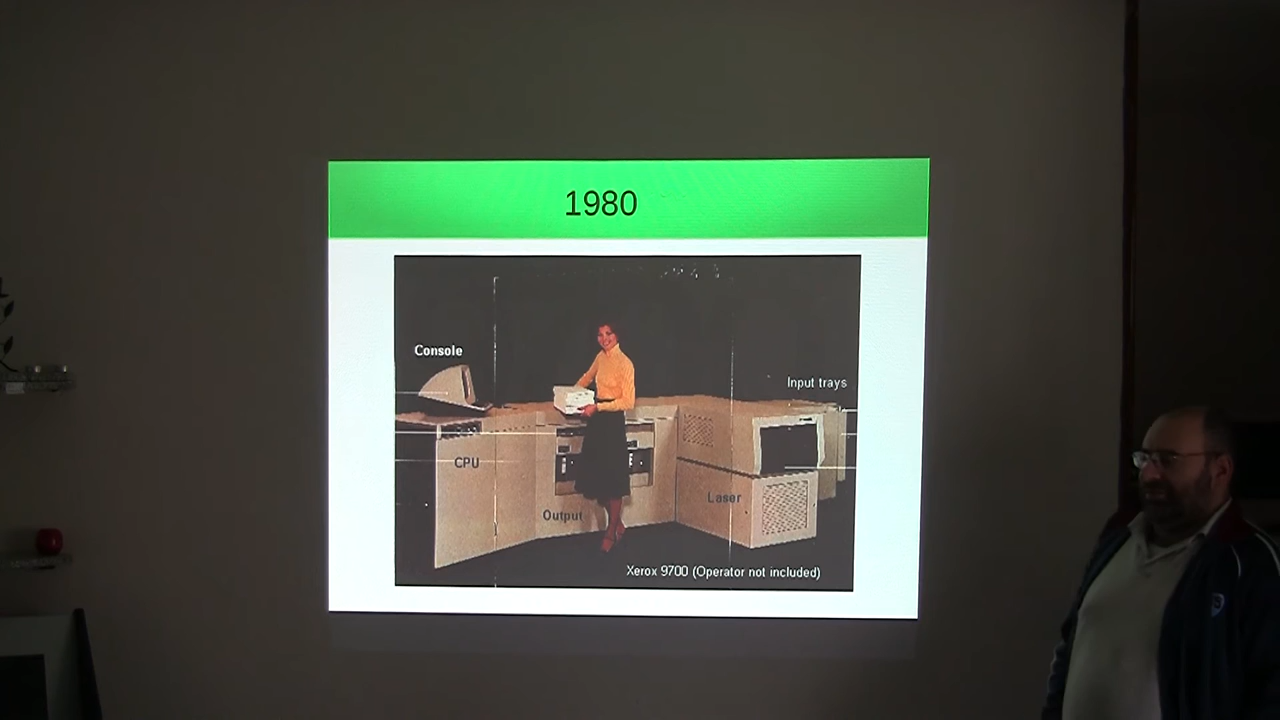 1980
Console
Input trays
CPU
Laser
Output
Xerox 9700 (Operator not included)